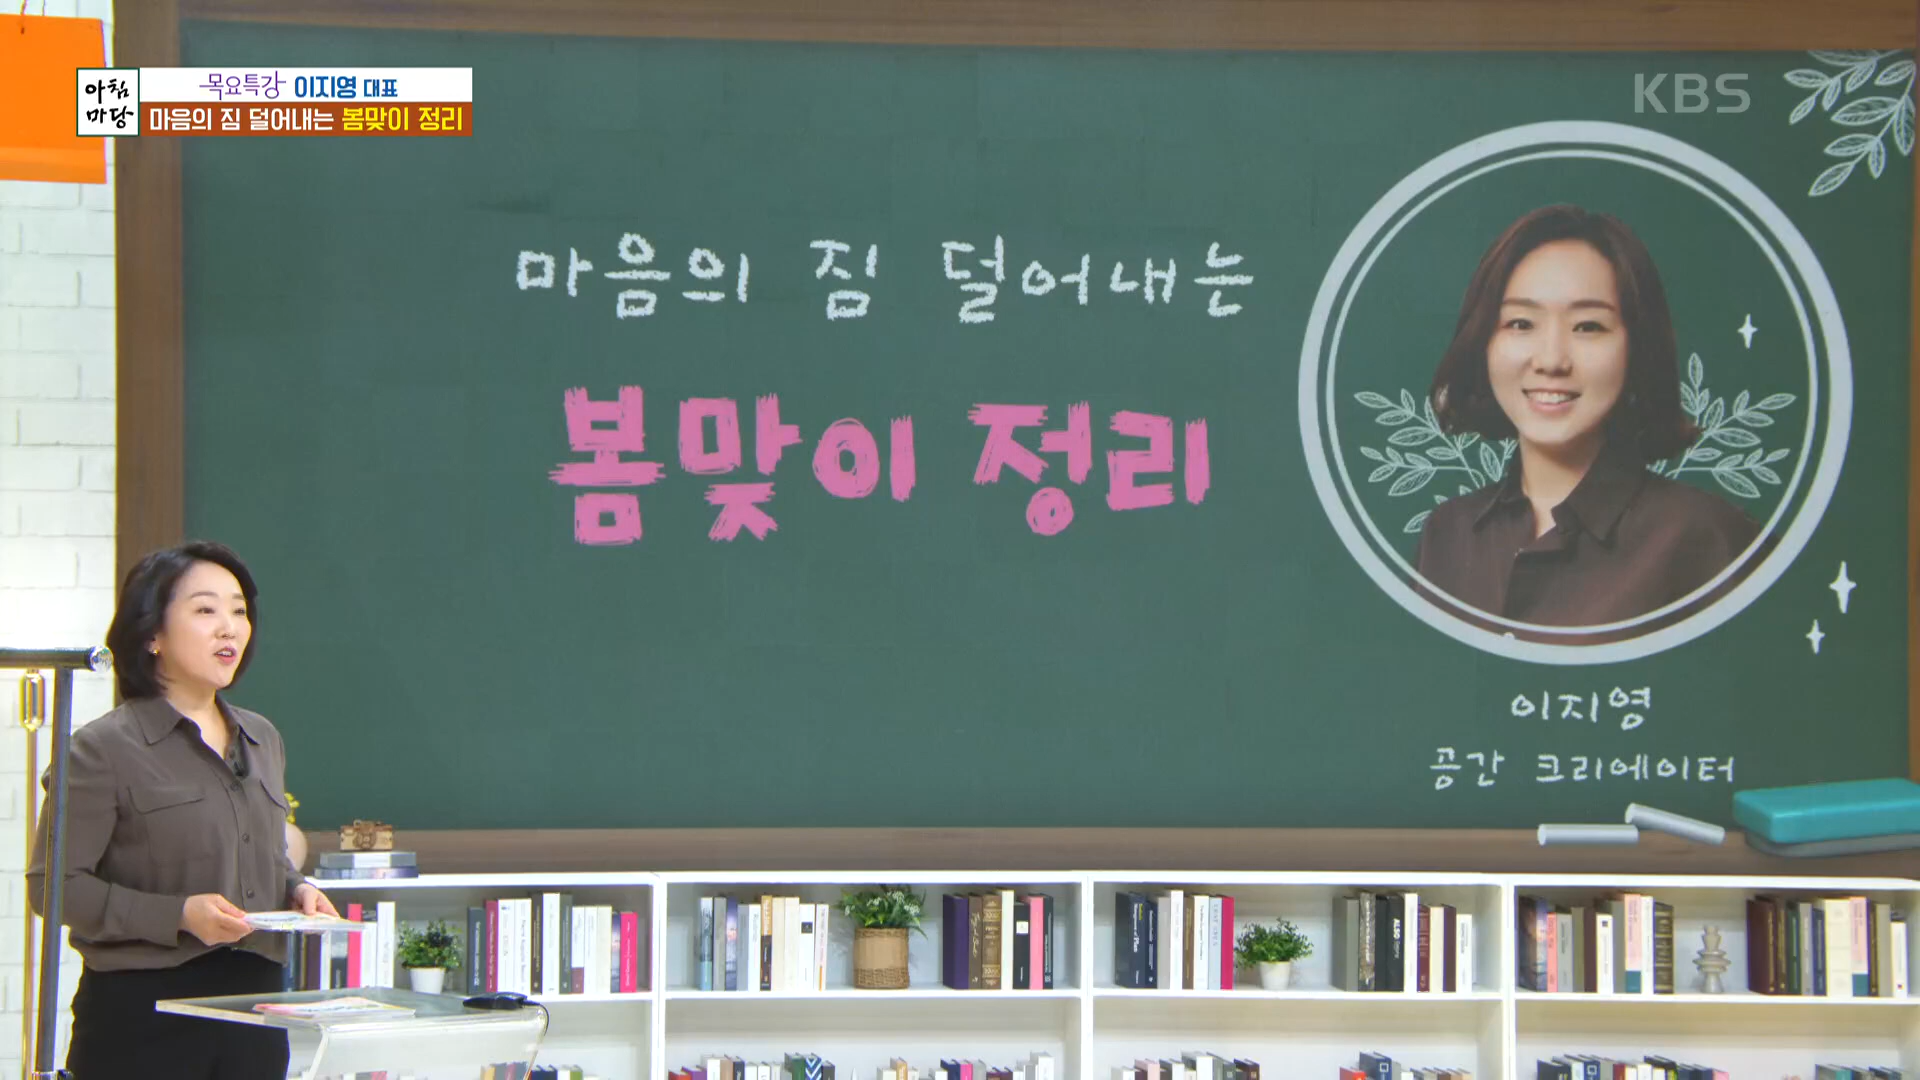 아침
마당
목요특강 이지영 대표
마음의 짐 덜어내는 봄맞이 정리
KBS
마음의 짐 덜어내는
봄맞이 정리
이지영
공간 크리에이터
ALSO